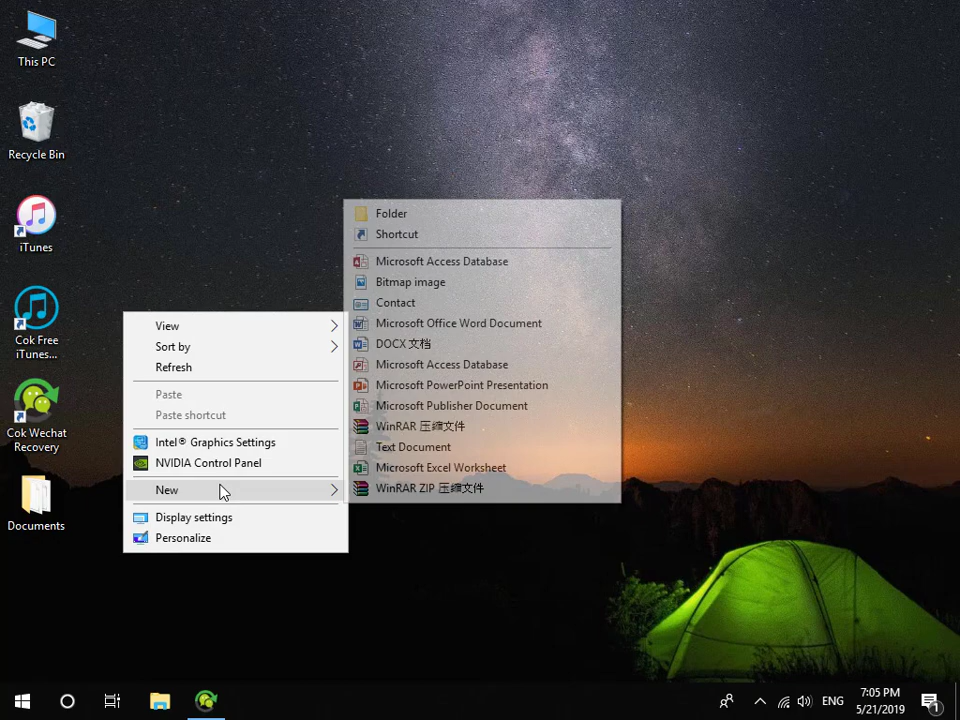 This PC
Recycle Bin
iTunes
Cok Free
iTunes...
Cok Wechat
Recovery
Documents
View
Sort by
Refresh
Paste
Paste shortcut
Intel® Graphics Settings
NVIDIA Control Panel
New
Display settings
Personalize
Folder
Shortcut
Microsoft Access Database
Bitmap image
Contact
Microsoft Office Word Document
DOCX 文档
Microsoft Access Database
Microsoft PowerPoint Presentation
Microsoft Publisher Document
WinRAR 压缩文件
Text Document
Microsoft Excel Worksheet
WinRAR ZIP 压缩文件
ENG
7:05 PM
5/21/2019
1